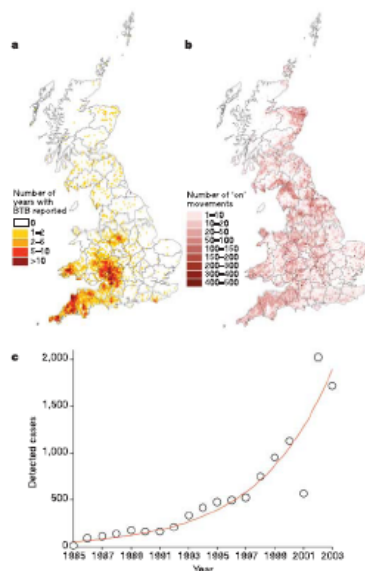 a
b
Number of
years with
BTB reported
0
1–2
2–5
5–10
>10
Number of 'on'
movements
1–10
10–20
20–50
50–100
100–150
150–200
200–300
300–400
400–500
c
2,000
1,500
1,000
500
0
Detected cases
1985 1987 1989 1991 1993 1995 1997 1999 2001 2003
Year